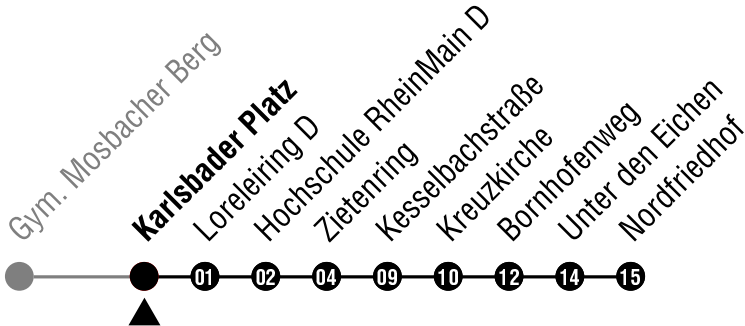 Gym. Mosbacher Berg
Karlsbader Platz
Loreleiring D
Hochschule RheinMain D
Zietenring
Kesselbachstraße
Kreuzkirche
Bornhofenweg
Unter den Eichen
Nordfriedhof
01 02 04 09 10 12 14 15